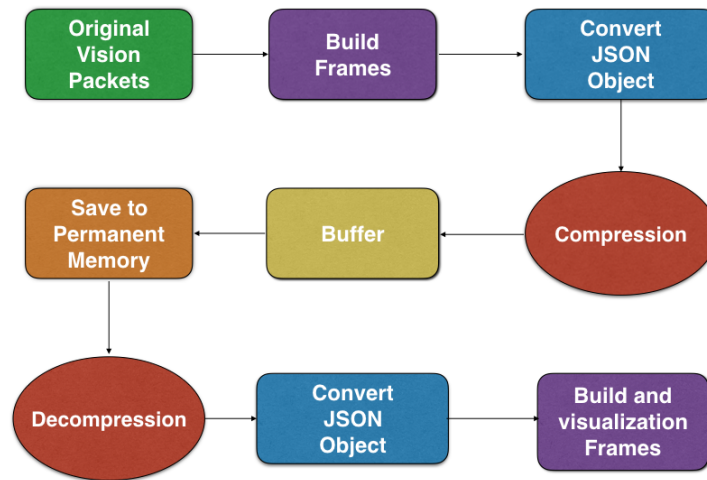 Original
Vision
Packets
Build
Frames
Convert
JSON
Object
Save to
Permanent
Memory
Buffer
Compression
Decompression
Convert
JSON
Object
Build and
visualization
Frames